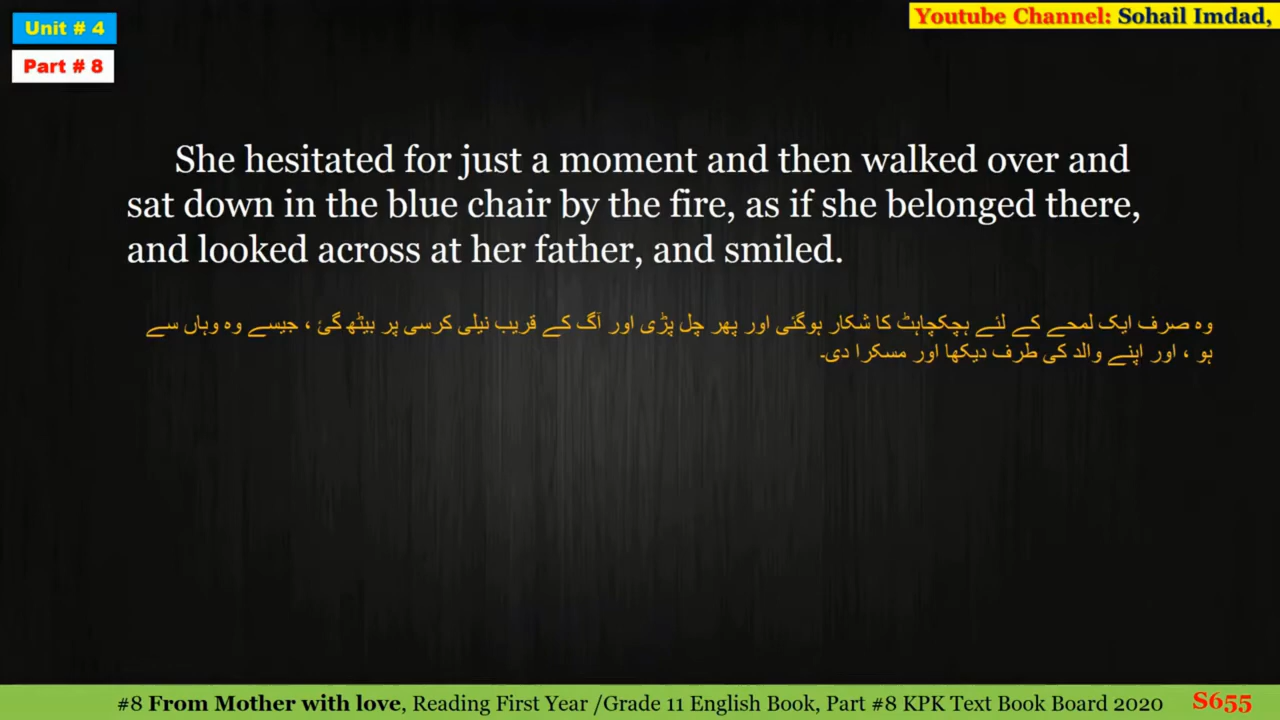 Unit # 4
Youtube Channel: Sohail Imdad,
Part # 8
She hesitated for just a moment and then walked over and
sat down in the blue chair by the fire, as if she belonged there,
and looked across at her father, and smiled.
وہ صرف ایک لمحے کے لئے ہچکچاہٹ کا شکار ہوگئی اور پھر چل پڑی اور آگ کے قریب نیلی کرسی پر بیٹھ گئ ، جیسے وہ وہاں سے
ہو ، اور اپنے والد کی طرف دیکھا اور مسکرا دی۔
#8 From Mother with love, Reading First Year /Grade 11 English Book, Part #8 KPK Text Book Board 2020
S655